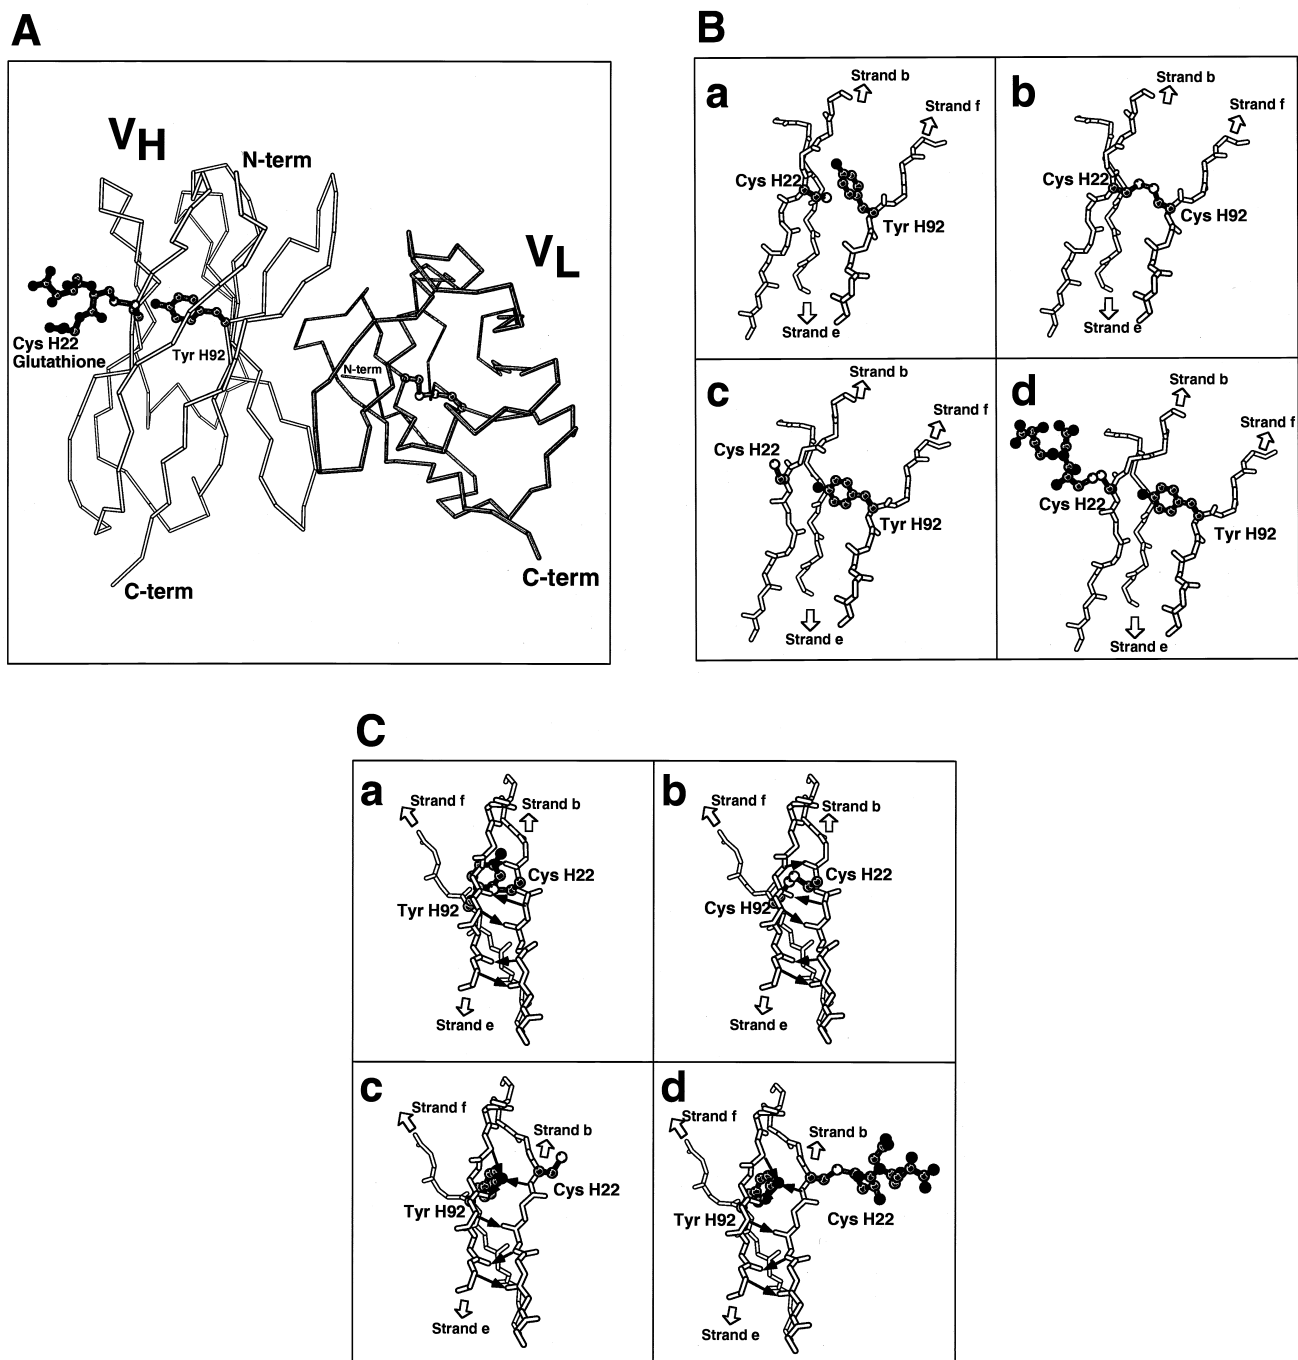 A
VH
N-term
VL
Cys H22
Glutathione
Tyr H92
N-term
C-term
C-term
B
a
Strand b
Strand f
Cys H22
Tyr H92
Strand e
b
Strand b
Strand f
Cys H22
Cys H92
Strand e
c
Strand b
Strand f
Cys H22
Tyr H92
Strand e
d
Strand b
Strand f
Cys H22
Tyr H92
Strand e
C
a
Strand f
Strand b
Cys H22
Tyr H92
Strand e
b
Strand f
Strand b
Cys H22
Cys H92
Strand e
c
Strand f
Strand b
Cys H22
Tyr H92
Strand e
d
Strand f
Strand b
Tyr H92
Cys H22
Strand e